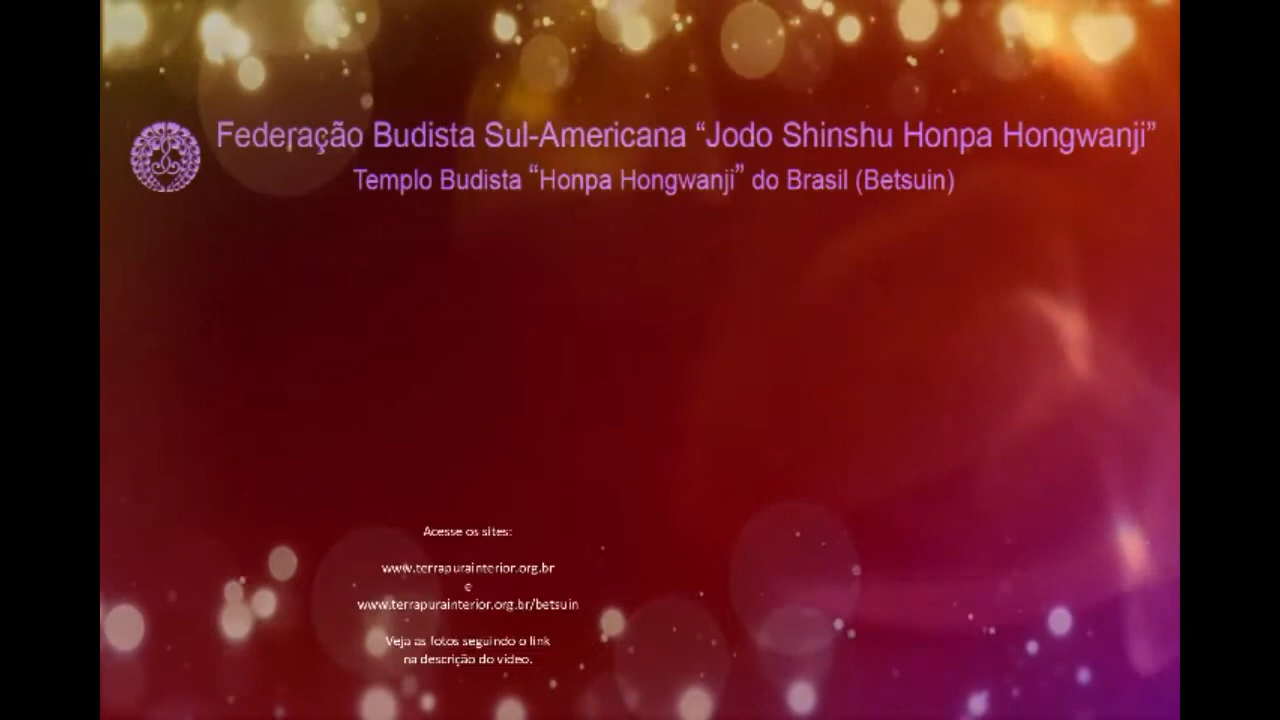 Federação Budista Sul-Americana “Jodo Shinshu Honpa Hongwanji”
Templo Budista “Honpa Hongwanji” do Brasil (Betsuin)
Acesse os sites:
www.terrapurainterior.org.br
e
www.terrapurainterior.org.br/betsuin
Veja as fotos seguindo o link
na descrição do video.